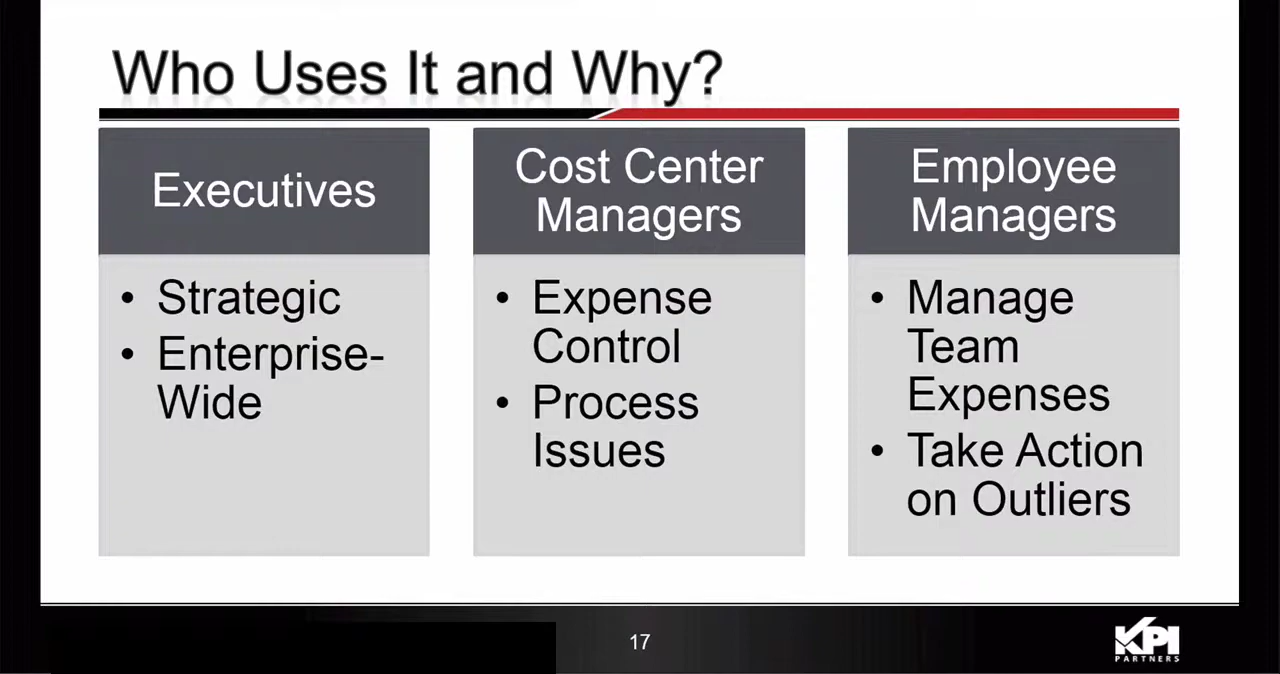 Who Uses It and Why?
Executives
• Strategic
• Enterprise-
Wide
Cost Center
Managers
• Expense
Control
• Process
Issues
Employee
Managers
• Manage
Team
Expenses
• Take Action
on Outliers
17
KPI
PARTNERS